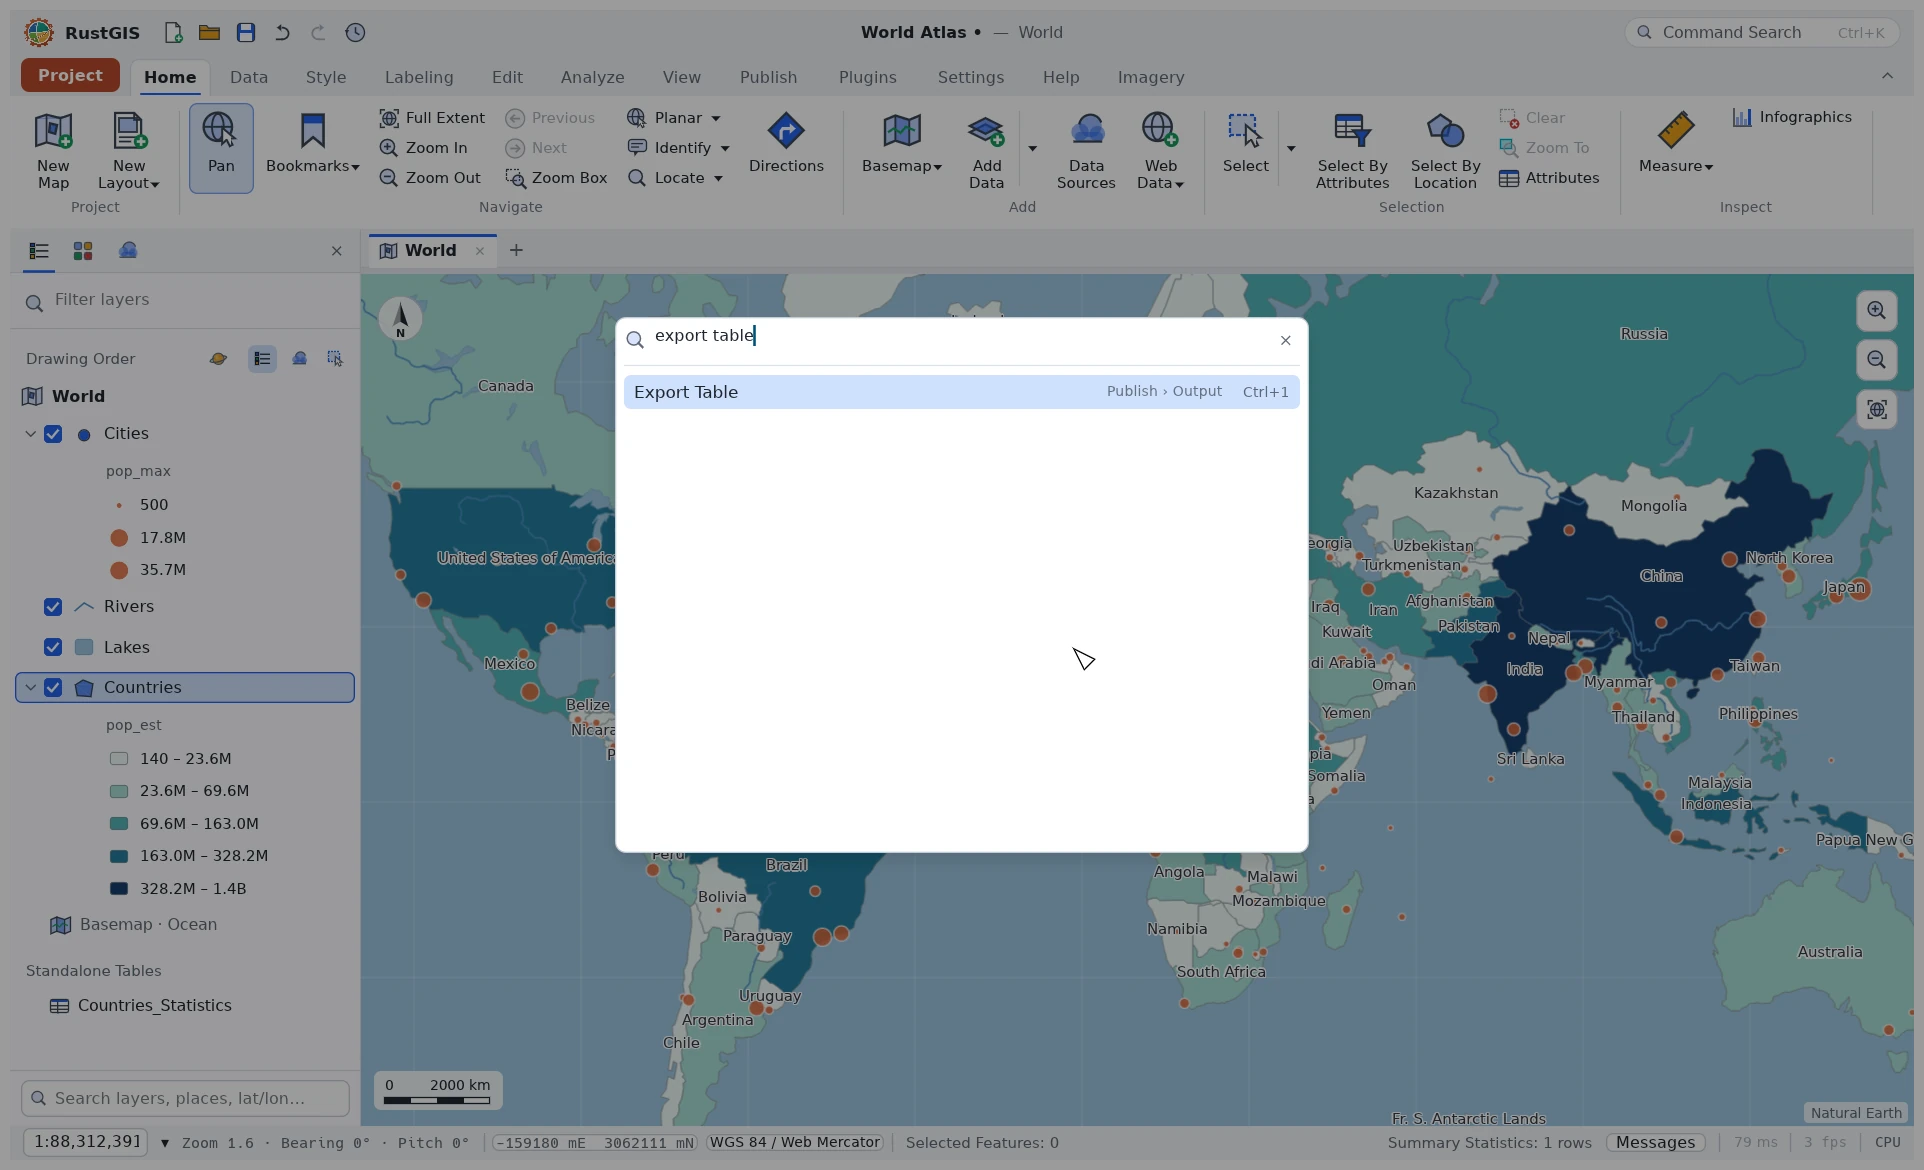 RustGIS
World Atlas • — World
Command Search Ctrl+K
Project Home Data Style Labeling Edit Analyze View Publish Plugins Settings Help Imagery
New Map
New Layout
Project
Pan
Bookmarks
Full Extent
Zoom In
Zoom Out
Previous
Next
Zoom Box
Planar
Identify
Locate
Directions
Navigate
Basemap
Add Data
Data Sources
Web Data
Add
Select
Select By Attributes
Select By Location
Clear
Zoom To
Attributes
Selection
Measure
Infographics
Inspect
World
Filter layers
Drawing Order
World
Cities
pop_max
500
17.8M
35.7M
Rivers
Lakes
Countries
pop_est
140 – 23.6M
23.6M – 69.6M
69.6M – 163.0M
163.0M – 328.2M
328.2M – 1.4B
Basemap · Ocean
Standalone Tables
Countries_Statistics
Search layers, places, lat/lon...
export table
Export Table Publish › Output Ctrl+1
N
Canada
Russia
Kazakhstan
Mongolia
United States of America
eorgia
Uzbekistan
Turkmenistan
North Korea
China
Japan
Iraq
Iran
Afghanistan
Kuwait
Pakistan
Nepal
Mexico
di Arabia
India
Taiwan
Oman
Myanmar
Belize
Yemen
Thailand
Philippines
Nicara
P
pia
Sri Lanka
Somalia
Malaysia
a
Indonesia
Papua New G
Peru
Brazil
Angola
Malawi
Bolivia
Mozambique
Paraguay
Namibia
Australia
South Africa
Uruguay
Argentina
Chile
Fr. S. Antarctic Lands
0 2000 km
Natural Earth
1:88,312,391 Zoom 1.6 · Bearing 0° · Pitch 0° -159180 mE 3062111 mN WGS 84 / Web Mercator Selected Features: 0 Summary Statistics: 1 rows Messages 79 ms 3 fps CPU